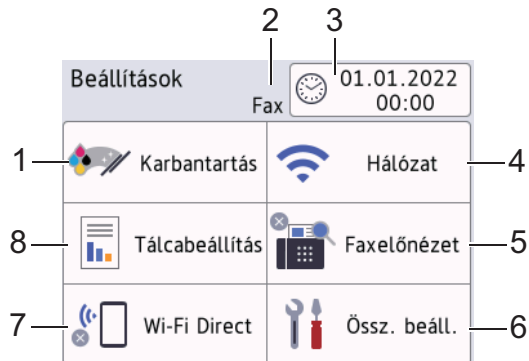 2 3
Beállítások
Fax
01.01.2022
00:00
1 Karbantartás Hálózat 4
8 Tálcabeállítás Faxelőnézet 5
7 Wi-Fi Direct Össz. beáll. 6